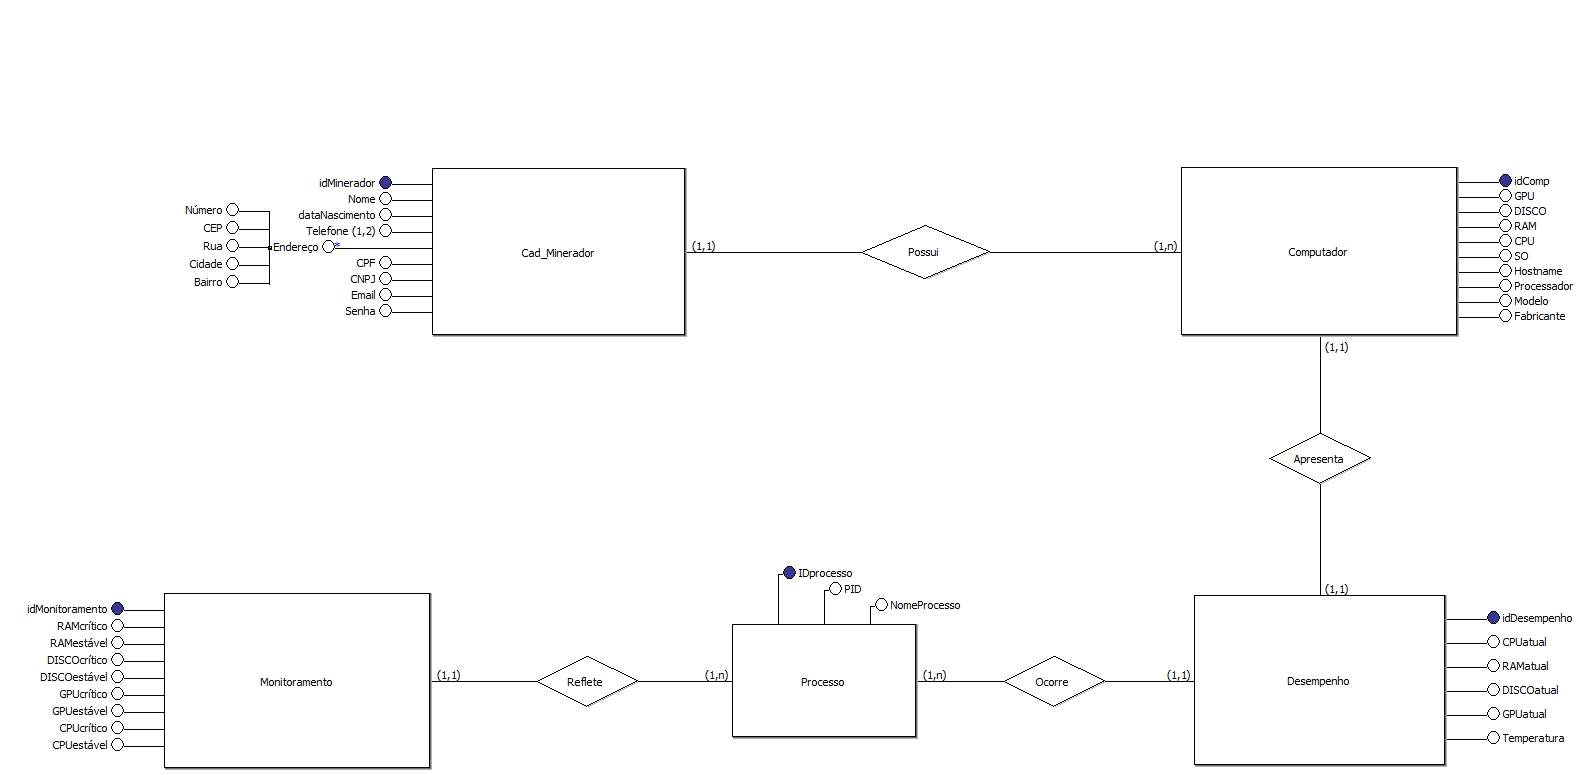 idMinerador
Nome
dataNascimento
Telefone (1,2)
Endereço *
Número
CEP
Rua
Cidade
Bairro
CPF
CNPJ
Email
Senha
Cad_Minerador
(1,1)
Possui
(1,n)
Computador
idComp
GPU
DISCO
RAM
CPU
SO
Hostname
Processador
Modelo
Fabricante
(1,1)
Apresenta
(1,1)
Desempenho
idDesempenho
CPUatual
RAMatual
DISCOatual
GPUatual
Temperatura
(1,1)
Ocorre
(1,n)
Processo
IDprocesso
PID
NomeProcesso
(1,n)
Reflete
(1,1)
Monitoramento
idMonitoramento
RAMcrítico
RAMestável
DISCOcrítico
DISCOestável
GPUcrítico
GPUestável
CPUcrítico
CPUestável